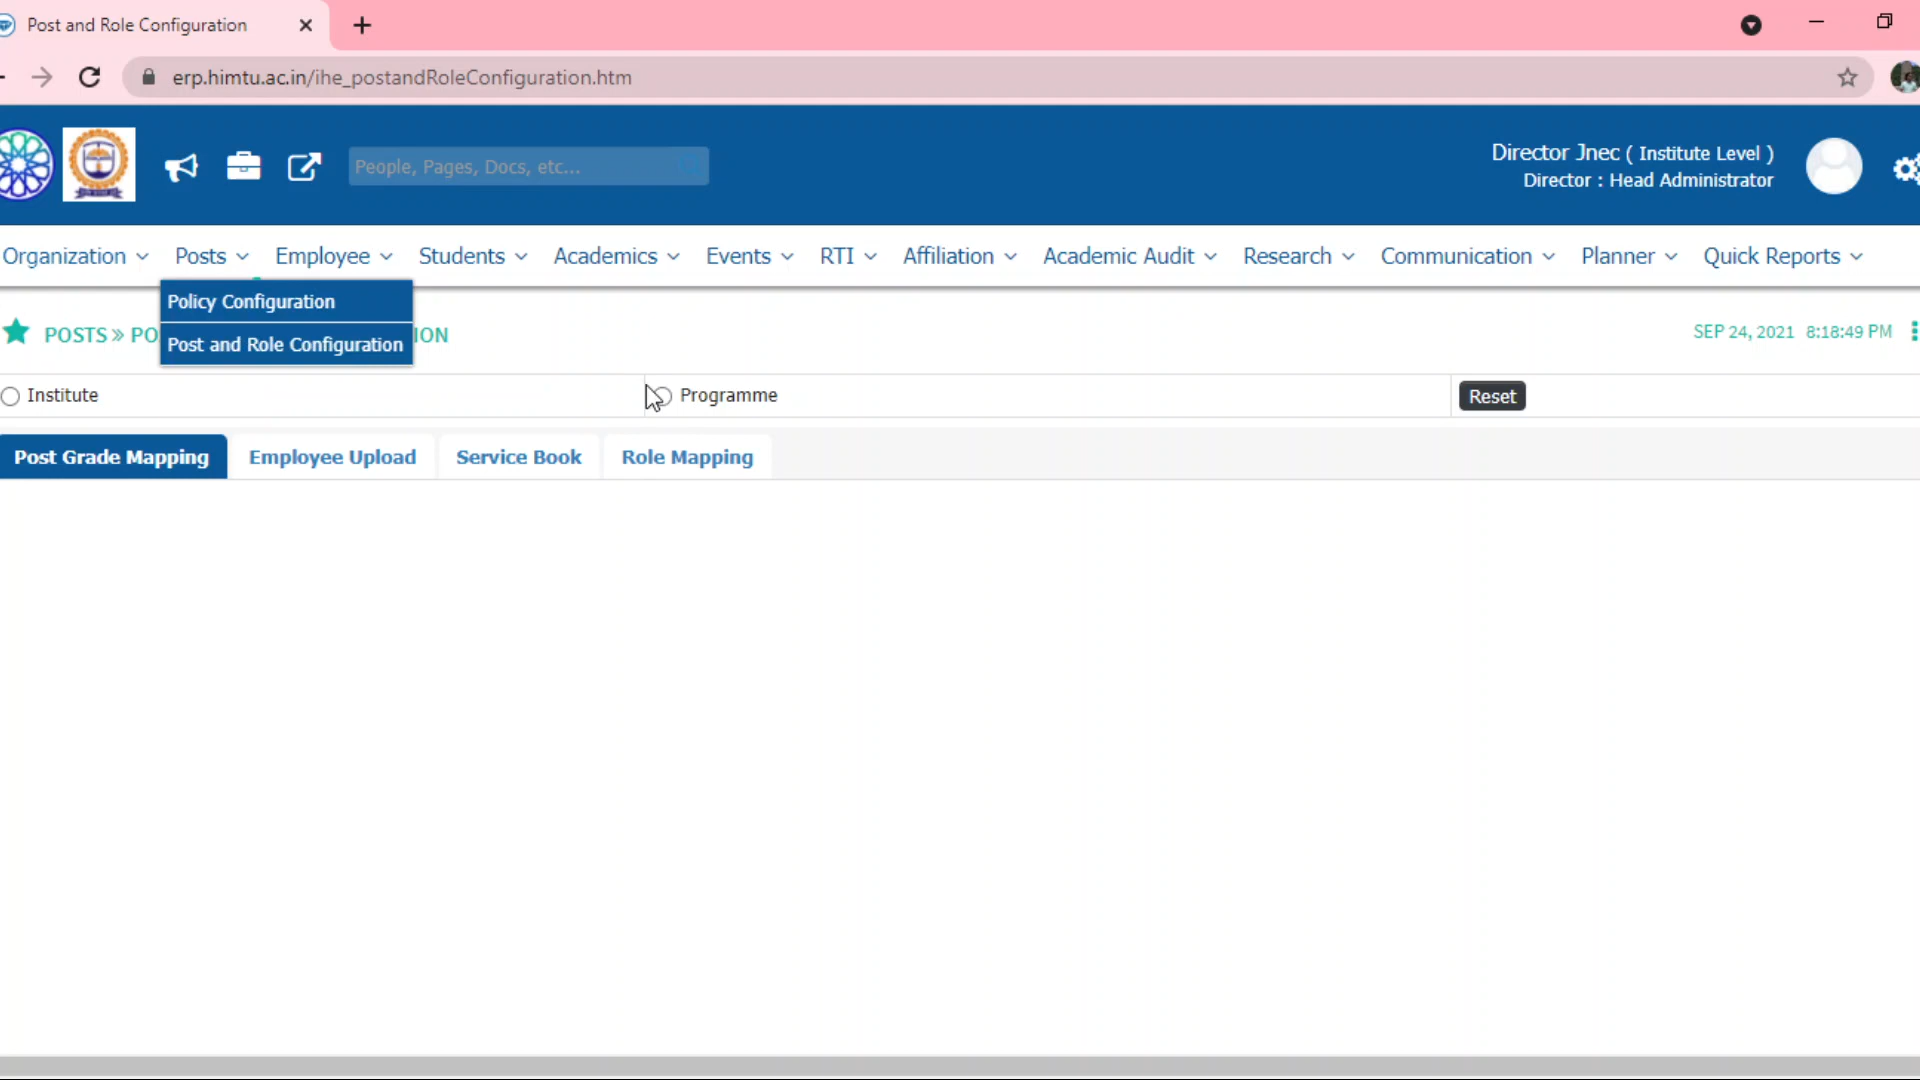 Post and Role Configuration
erp.himtu.ac.in/ihe_postandRoleConfiguration.htm
People, Pages, Docs, etc...
Director Jnec ( Institute Level )
Director : Head Administrator
Organization Posts Employee Students Academics Events RTI Affiliation Academic Audit Research Communication Planner Quick Reports
Policy Configuration
Post and Role Configuration
POSTS » PO ION
SEP 24, 2021 8:18:49 PM
Institute Programme Reset
Post Grade Mapping Employee Upload Service Book Role Mapping